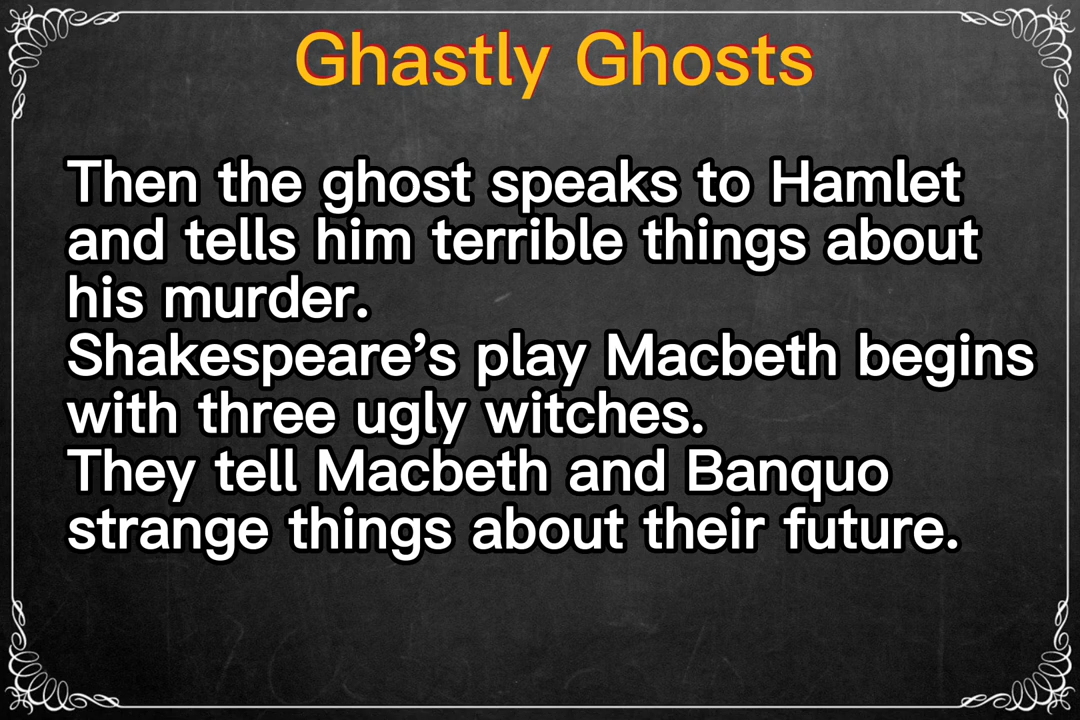 Ghastly Ghosts
Then the ghost speaks to Hamlet
and tells him terrible things about
his murder.
Shakespeare’s play Macbeth begins
with three ugly witches.
They tell Macbeth and Banquo
strange things about their future.